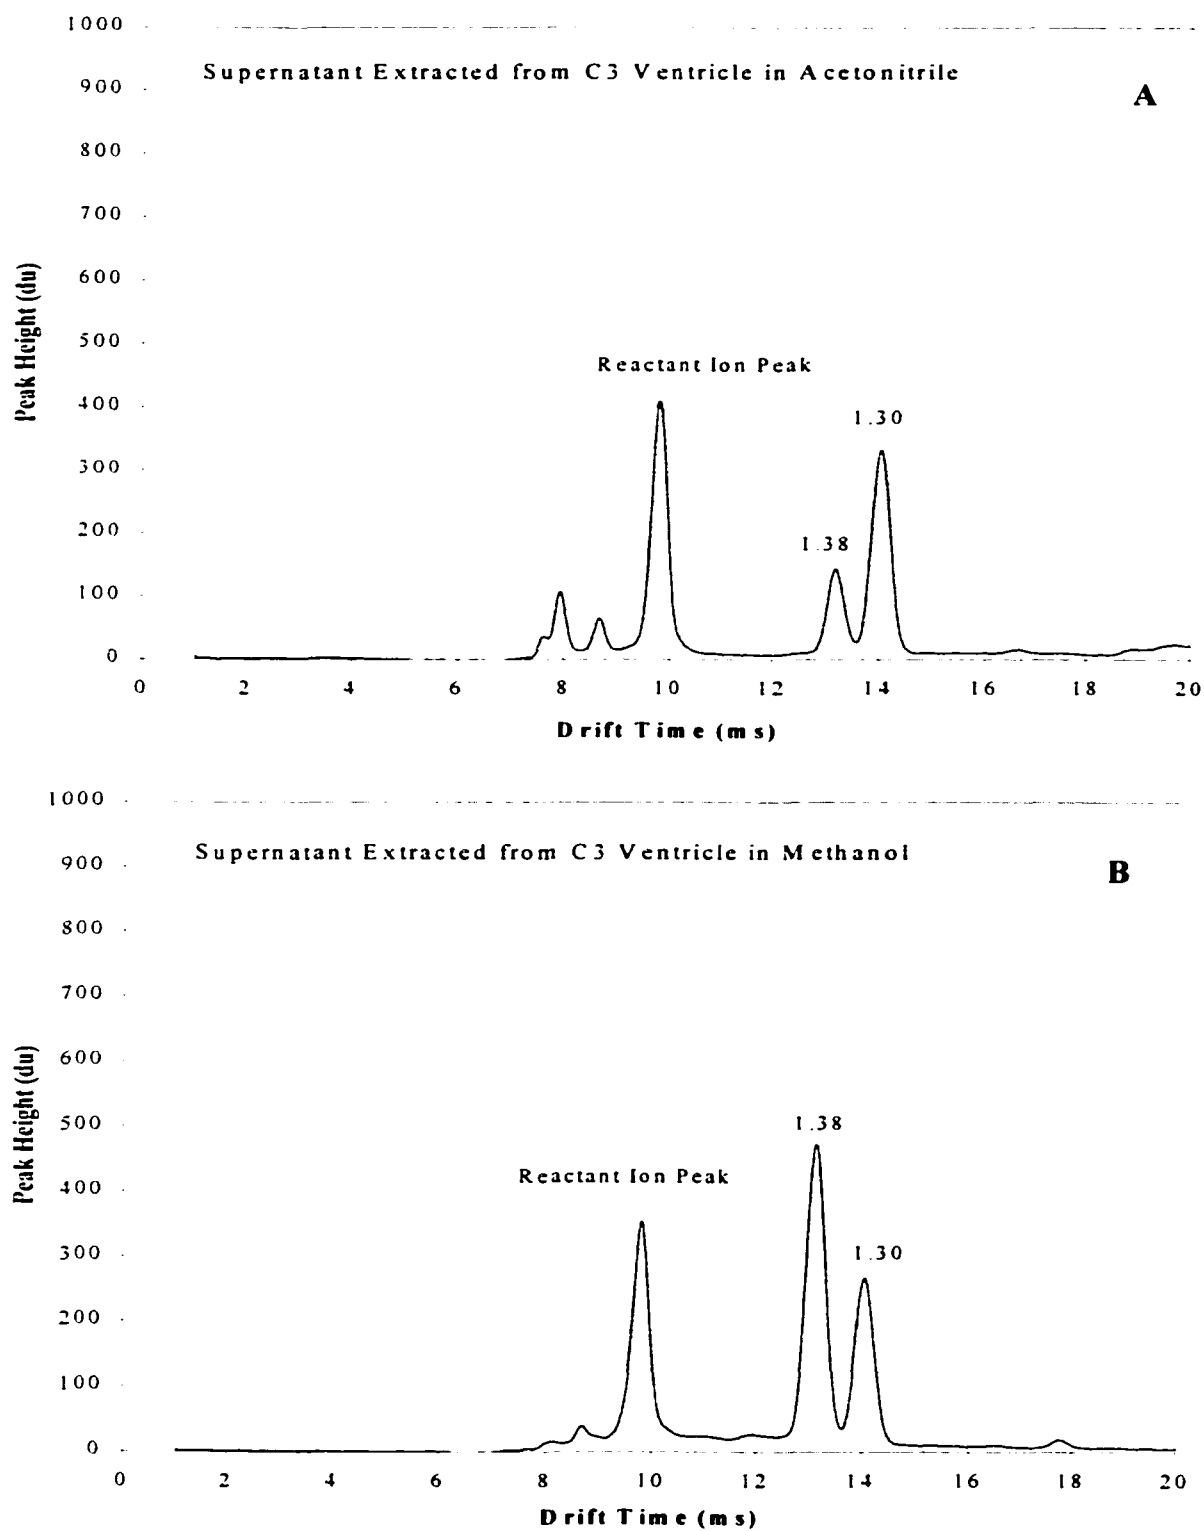 1000
Supernatant Extracted from C3 Ventricle in Acetonitrile
A
900
800
700
600
500
400
300
200
100
0
Peak Height (du)
Reactant Ion Peak
1.30
1.38
0 2 4 6 8 10 12 14 16 18 20
Drift Time (ms)
1000
Supernatant Extracted from C3 Ventricle in Methanol
B
900
800
700
600
500
400
300
200
100
0
Peak Height (du)
1.38
Reactant Ion Peak
1.30
0 2 4 6 8 10 12 14 16 18 20
Drift Time (ms)